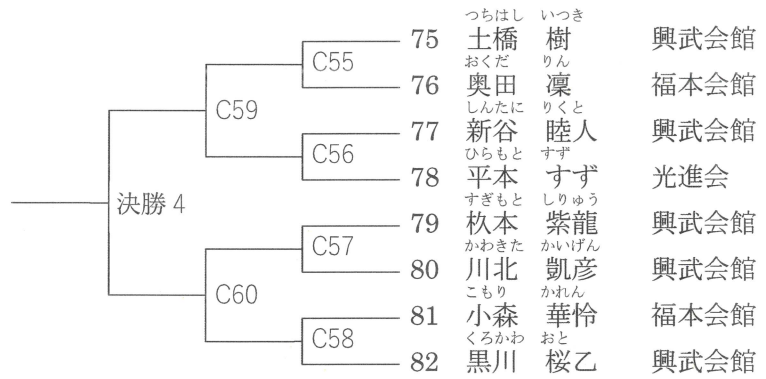 つちはし いつき
75 土橋 樹 興武会館
C55
おくだ りん
76 奥田 凜 福本会館
C59
しんたに りくと
77 新谷 睦人 興武会館
C56
ひらもと すず
78 平本 すず 光進会
決勝4
すぎもと しりゅう
79 杦本 紫龍 興武会館
C57
かわきた かいげん
80 川北 凱彦 興武会館
C60
こもり かれん
81 小森 華怜 福本会館
C58
くろかわ おと
82 黒川 桜乙 興武会館